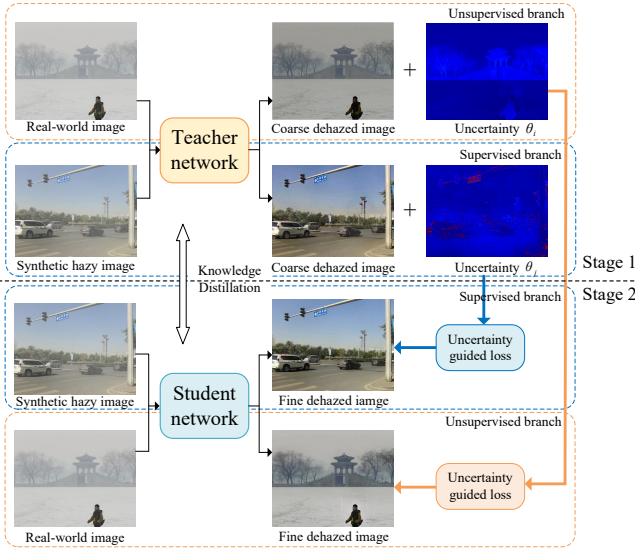 Unsupervised branch
Real-world image
Teacher
network
Coarse dehazed image
+
Uncertainty θi
Supervised branch
Synthetic hazy image
Coarse dehazed image
+
Uncertainty θj
Stage 1
Knowledge
Distillation
Stage 2
Supervised branch
Uncertainty
guided loss
Synthetic hazy image
Student
network
Fine dehazed iamge
Unsupervised branch
Uncertainty
guided loss
Real-world image
Fine dehazed image